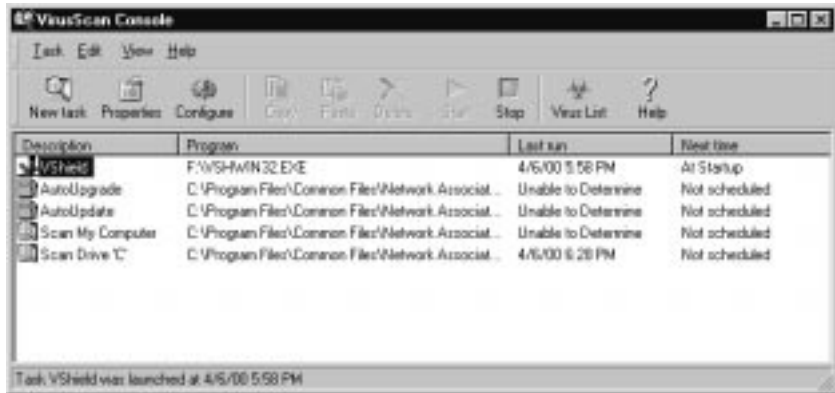 VirusScan Console
Task Edit View Help
New task Properties Configure Copy Paste Delete Start Stop Virus List Help
Description Program Last run Next time
VShield F:\VSHWIN32.EXE 4/6/00 5:58 PM At Startup
AutoUpgrade C:\Program Files\Common Files\Network Associat... Unable to Determine Not scheduled
AutoUpdate C:\Program Files\Common Files\Network Associat... Unable to Determine Not scheduled
Scan My Computer C:\Program Files\Common Files\Network Associat... Unable to Determine Not scheduled
Scan Drive 'C' C:\Program Files\Common Files\Network Associat... 4/6/00 6:28 PM Not scheduled
Task VShield was launched at 4/6/00 5:58 PM